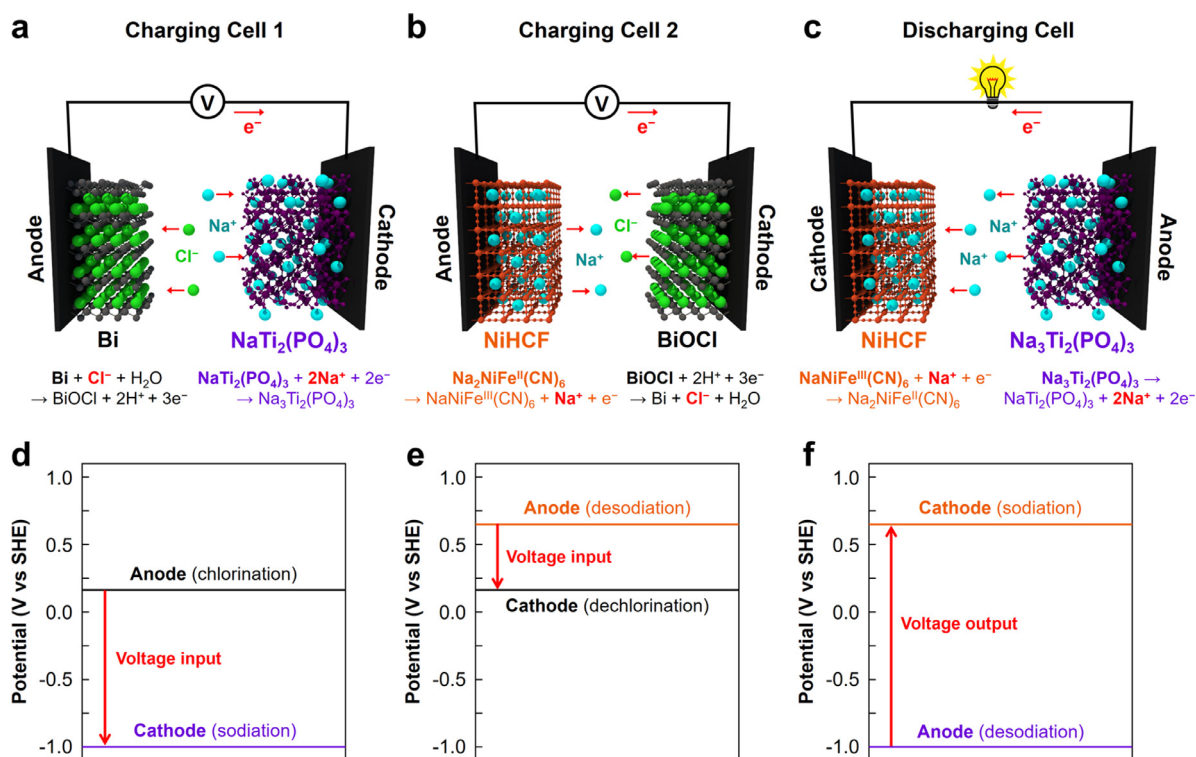 a
Charging Cell 1
V
e⁻
Anode
Na⁺
Cl⁻
Cathode
Bi
NaTi₂(PO₄)₃
Bi + Cl⁻ + H₂O
→ BiOCl + 2H⁺ + 3e⁻
NaTi₂(PO₄)₃ + 2Na⁺ + 2e⁻
→ Na₃Ti₂(PO₄)₃
b
Charging Cell 2
V
e⁻
Anode
Cl⁻
Na⁺
Cathode
NiHCF
BiOCl
Na₂NiFeᴵᴵ(CN)₆
→ NaNiFeᴵᴵᴵ(CN)₆ + Na⁺ + e⁻
BiOCl + 2H⁺ + 3e⁻
→ Bi + Cl⁻ + H₂O
c
Discharging Cell
e⁻
Cathode
Na⁺
Na⁺
Anode
NiHCF
Na₃Ti₂(PO₄)₃
NaNiFeᴵᴵᴵ(CN)₆ + Na⁺ + e⁻
→ Na₂NiFeᴵᴵ(CN)₆
Na₃Ti₂(PO₄)₃ →
NaTi₂(PO₄)₃ + 2Na⁺ + 2e⁻
d
Potential (V vs SHE)
1.0
0.5
0.0
-0.5
-1.0
Anode (chlorination)
Voltage input
Cathode (sodiation)
e
Potential (V vs SHE)
1.0
0.5
0.0
-0.5
-1.0
Anode (desodiation)
Voltage input
Cathode (dechlorination)
f
Potential (V vs SHE)
1.0
0.5
0.0
-0.5
-1.0
Cathode (sodiation)
Voltage output
Anode (desodiation)